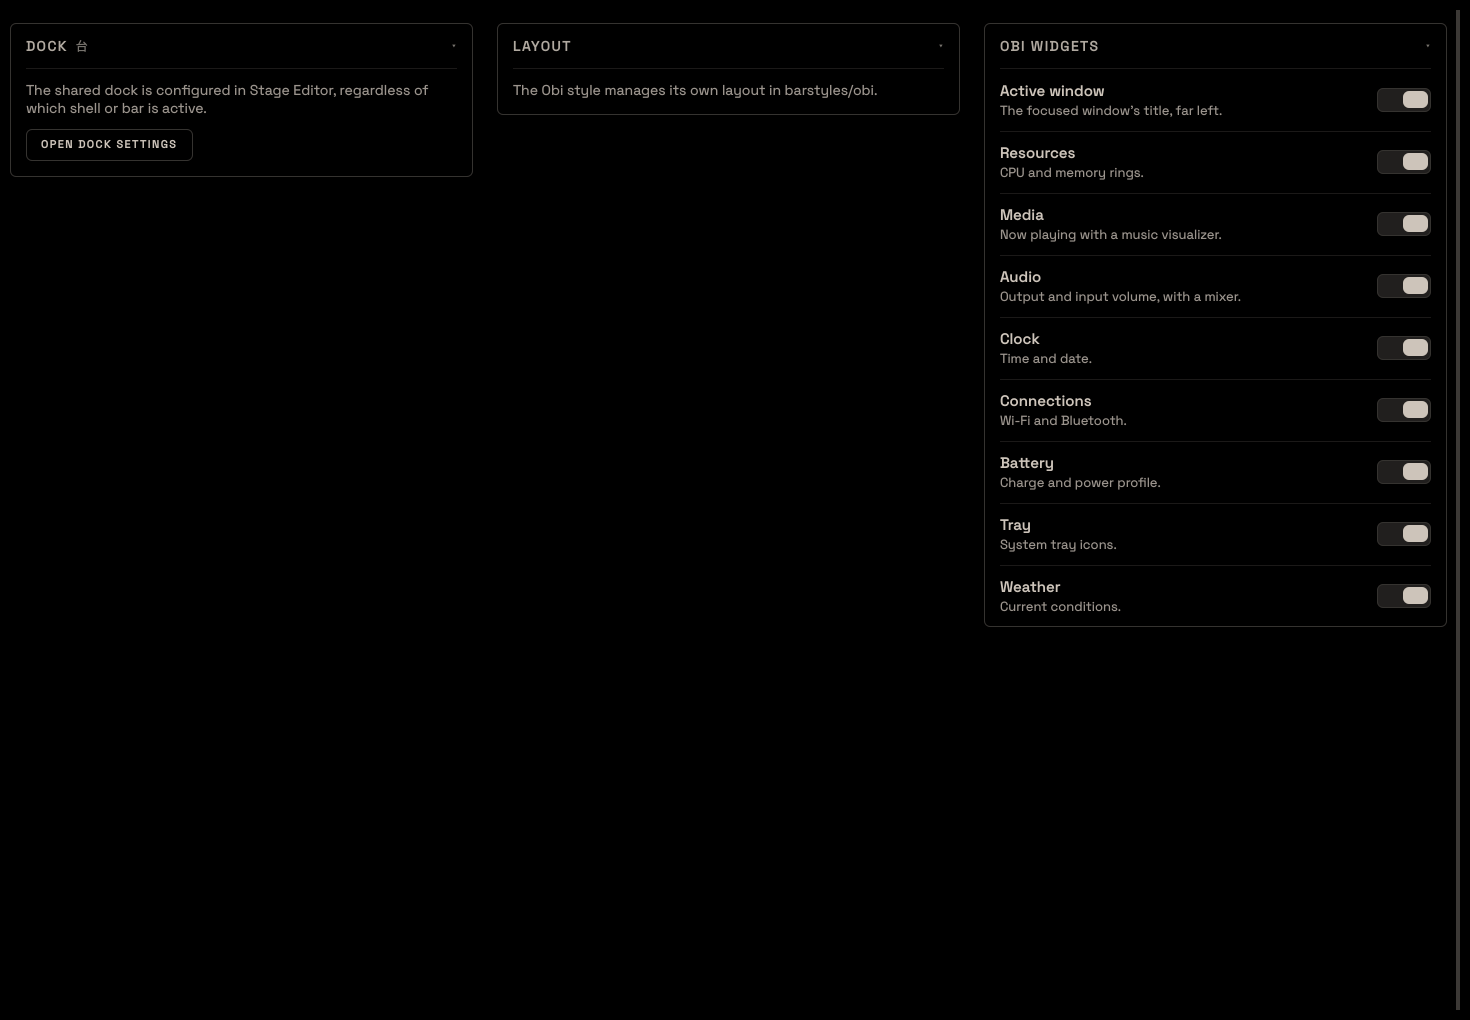 DOCK 台
The shared dock is configured in Stage Editor, regardless of
which shell or bar is active.
OPEN DOCK SETTINGS
LAYOUT
The Obi style manages its own layout in barstyles/obi.
OBI WIDGETS
Active window
The focused window's title, far left.
Resources
CPU and memory rings.
Media
Now playing with a music visualizer.
Audio
Output and input volume, with a mixer.
Clock
Time and date.
Connections
Wi-Fi and Bluetooth.
Battery
Charge and power profile.
Tray
System tray icons.
Weather
Current conditions.